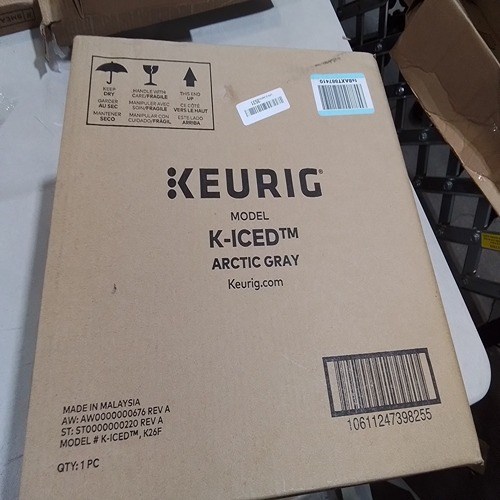 KEEP
DRY
GARDER
AU SEC
MANTENER
SECO
HANDLE WITH
CARE/FRAGILE
MANIPULER AVEC
SOIN/FRAGILE
MANIPULAR CON
CUIDADO/FRÁGIL
THIS END
UP
CE CÔTÉ
VERS LE HAUT
ESTE LADO
ARRIBA
KEURIG®
MODEL
K-ICED™
ARCTIC GRAY
Keurig.com
10611247398255
MADE IN MALAYSIA
AW: AW0000000676 REV A
ST: ST0000000220 REV A
MODEL # K-ICED™, K26F
QTY: 1 PC